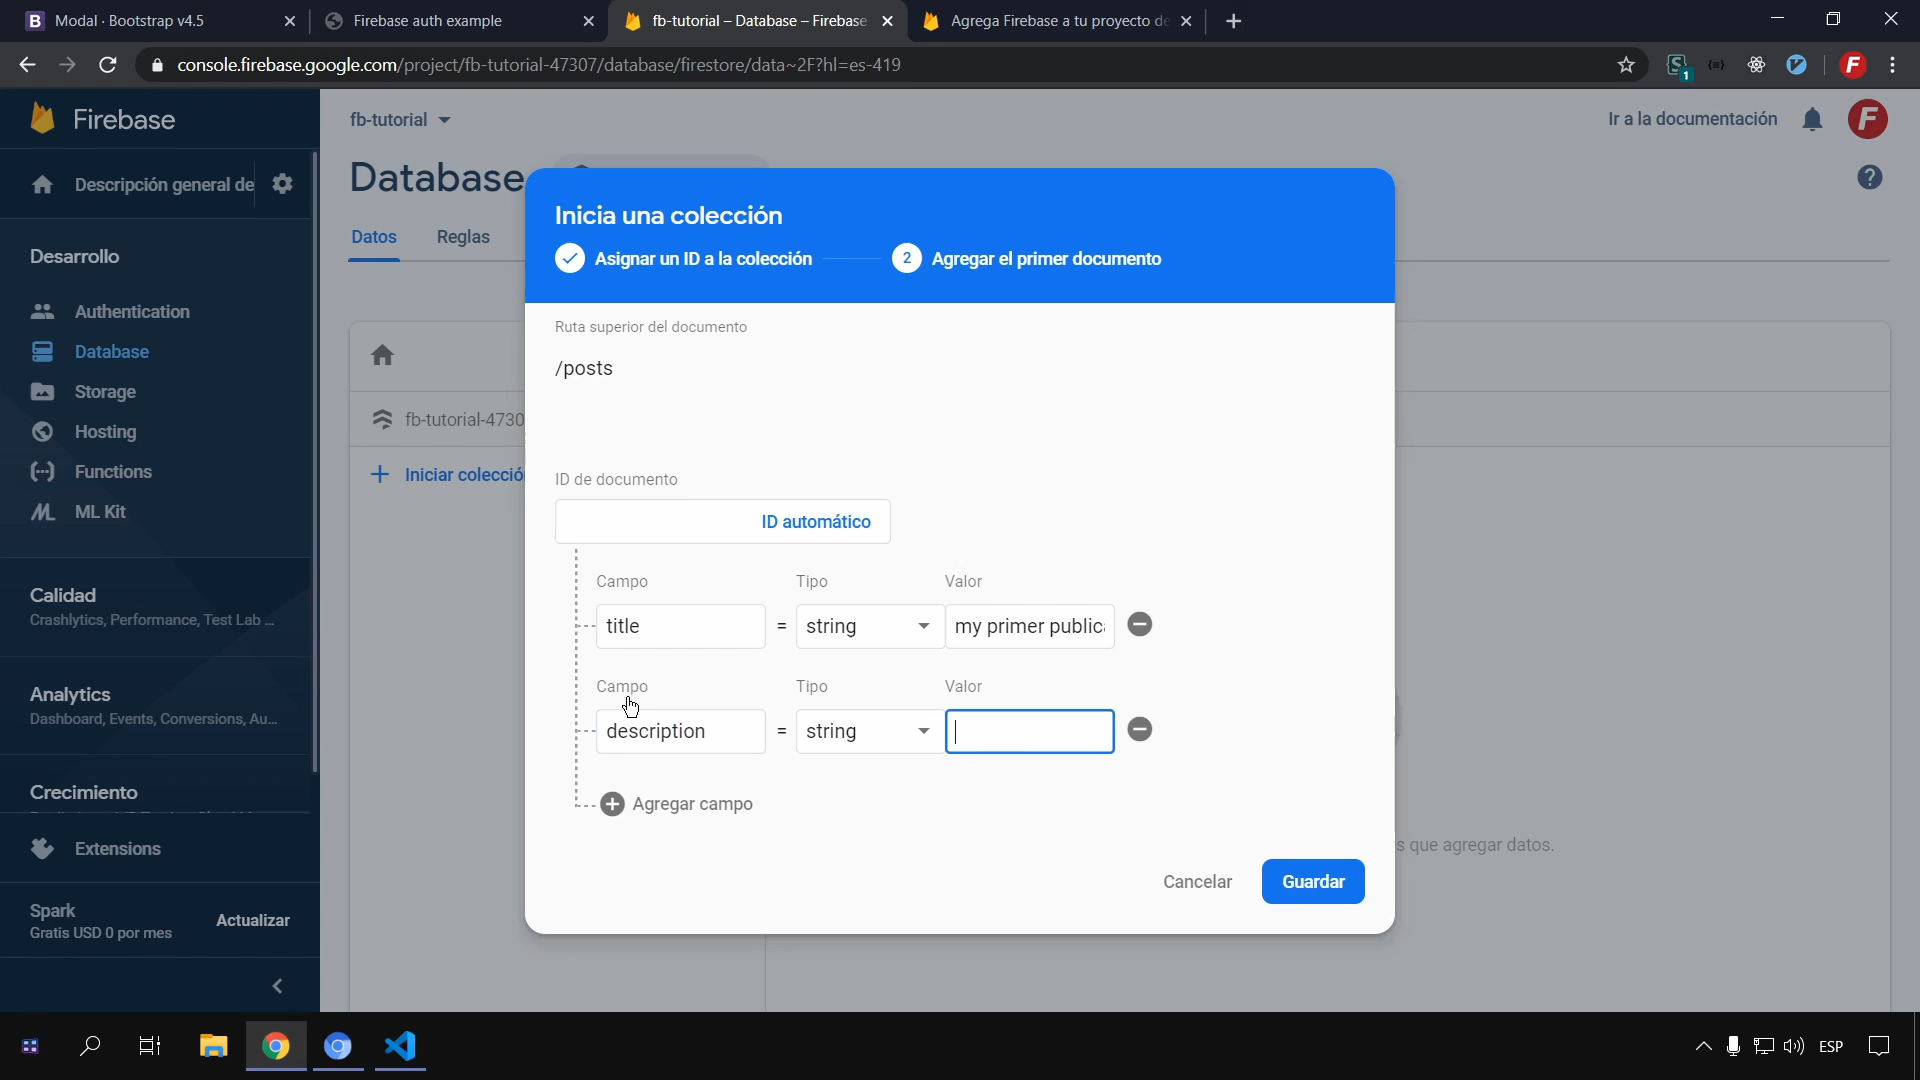 Modal · Bootstrap v4.5
Firebase auth example
fb-tutorial – Database – Firebase
Agrega Firebase a tu proyecto de
console.firebase.google.com/project/fb-tutorial-47307/database/firestore/data~2F?hl=es-419
1
F
Firebase
Descripción general de
Desarrollo
Authentication
Database
Storage
Hosting
Functions
ML Kit
Calidad
Crashlytics, Performance, Test Lab ...
Analytics
Dashboard, Events, Conversions, Au...
Crecimiento
Extensions
Spark
Gratis USD 0 por mes
Actualizar
fb-tutorial
Ir a la documentación
F
Database
Datos
Reglas
fb-tutorial-4730
Iniciar colección
s que agregar datos.
Inicia una colección
Asignar un ID a la colección
2
Agregar el primer documento
Ruta superior del documento
/posts
ID de documento
ID automático
Campo
Tipo
Valor
title
=
string
my primer public
Campo
Tipo
Valor
description
=
string
Agregar campo
Cancelar
Guardar
ESP